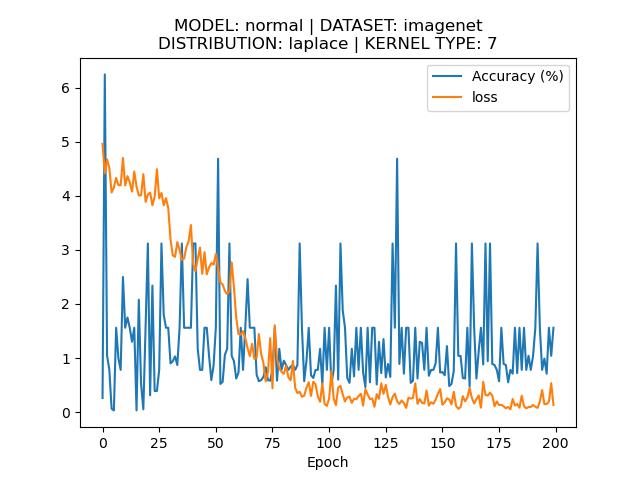 MODEL: normal | DATASET: imagenet
DISTRIBUTION: laplace | KERNEL TYPE: 7
Accuracy (%)
loss
6
5
4
3
2
1
0
0 25 50 75 100 125 150 175 200
Epoch